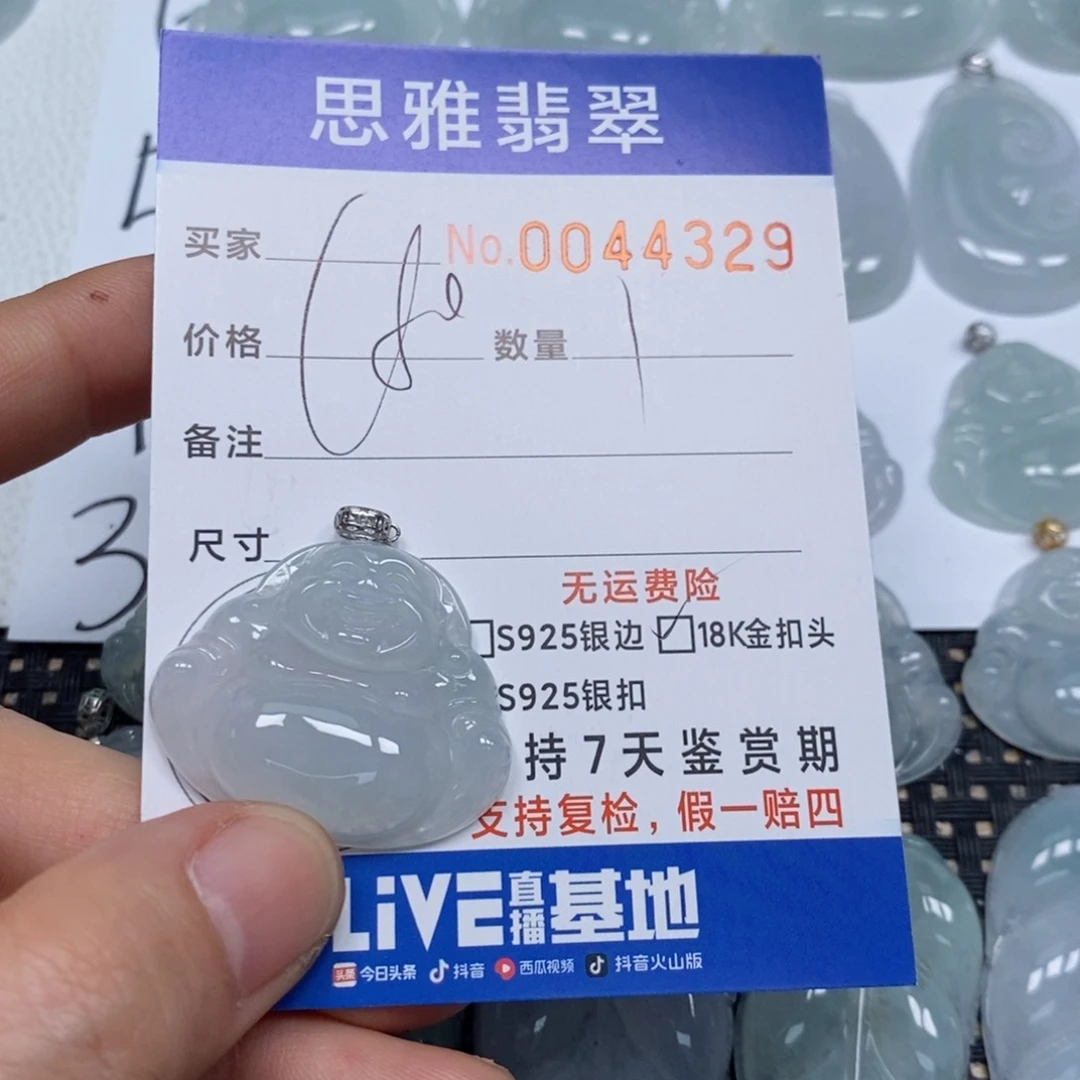 思雅翡翠
买家 No.0044329
价格 数量 1
备注
尺寸
无运费险
S925银边 18K金扣头
S925银扣
持7天鉴赏期
支持复检，假一赔四
LiVE直播基地
头条 今日头条 抖音 西瓜视频 抖音火山版
3